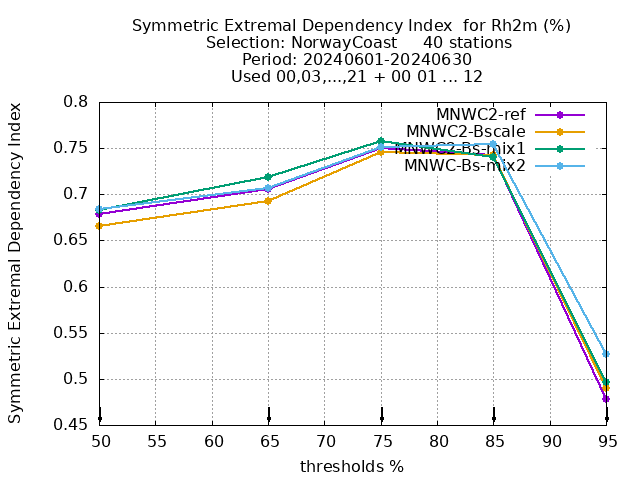 Symmetric Extremal Dependency Index  for Rh2m (%)
Selection: NorwayCoast     40 stations
Period: 20240601-20240630
Used 00,03,...,21 + 00 01 ... 12
Symmetric Extremal Dependency Index
0.8
0.75
0.7
0.65
0.6
0.55
0.5
0.45
MNWC2-ref
MNWC2-Bscale
MNWC2-Bs-mix1
MNWC-Bs-mix2
50 55 60 65 70 75 80 85 90 95
thresholds %